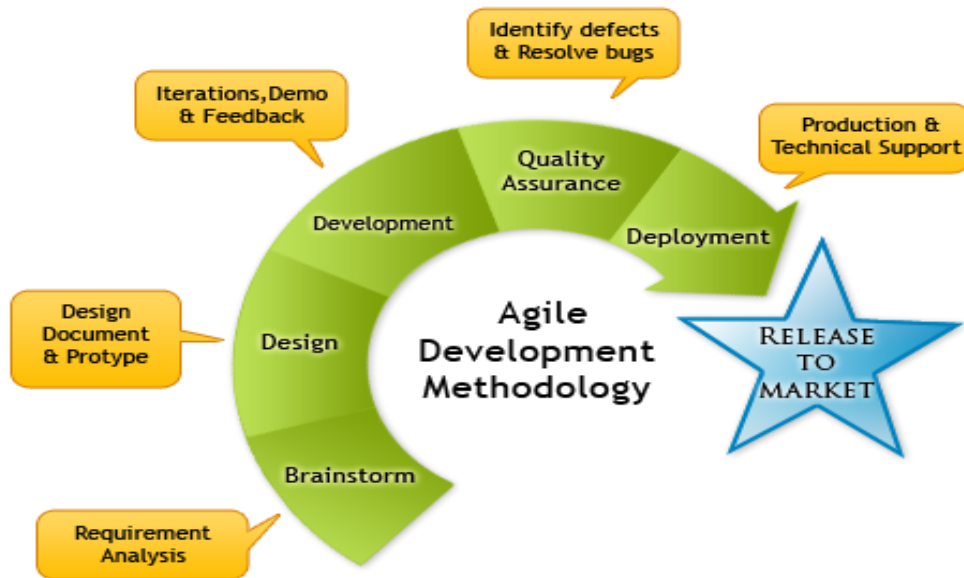 Identify defects
& Resolve bugs
Iterations,Demo
& Feedback
Production &
Technical Support
Quality
Assurance
Development
Deployment
Design
Document
& Protype
Design
Agile
Development
Methodology
RELEASE
TO
MARKET
Brainstorm
Requirement
Analysis